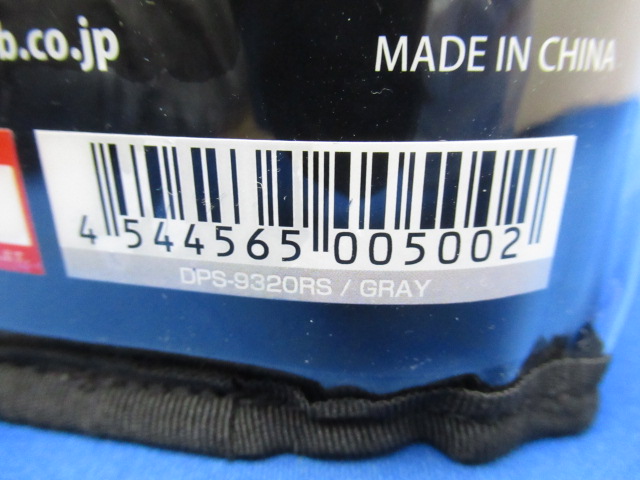 b.co.jp
MADE IN CHINA
4 544565 005002
DPS-9320RS / GRAY